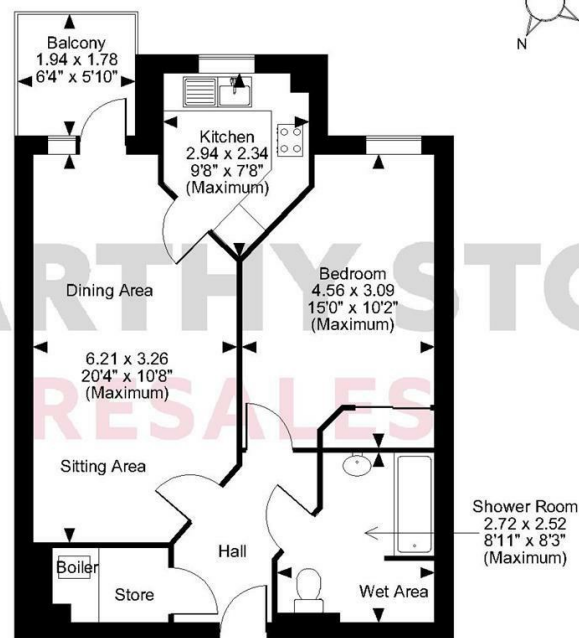 N
Balcony
1.94 x 1.78
6'4" x 5'10"
Kitchen
2.94 x 2.34
9'8" x 7'8"
(Maximum)
Dining Area
Bedroom
4.56 x 3.09
15'0" x 10'2"
(Maximum)
ARTHY STO
6.21 x 3.26
20'4" x 10'8"
(Maximum)
RESALES
Sitting Area
Shower Room
2.72 x 2.52
8'11" x 8'3"
(Maximum)
Hall
Boiler
Store
Wet Area